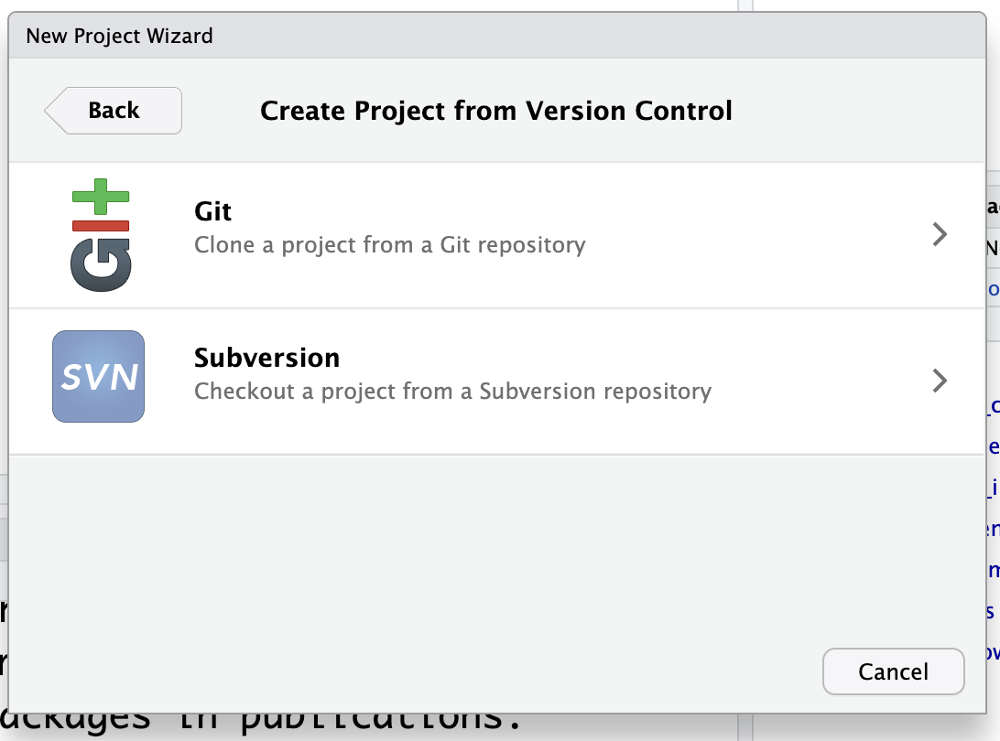 New Project Wizard
Back
Create Project from Version Control
Git
Git
Clone a project from a Git repository
SVN
Subversion
Checkout a project from a Subversion repository
Cancel
ackages in publications.